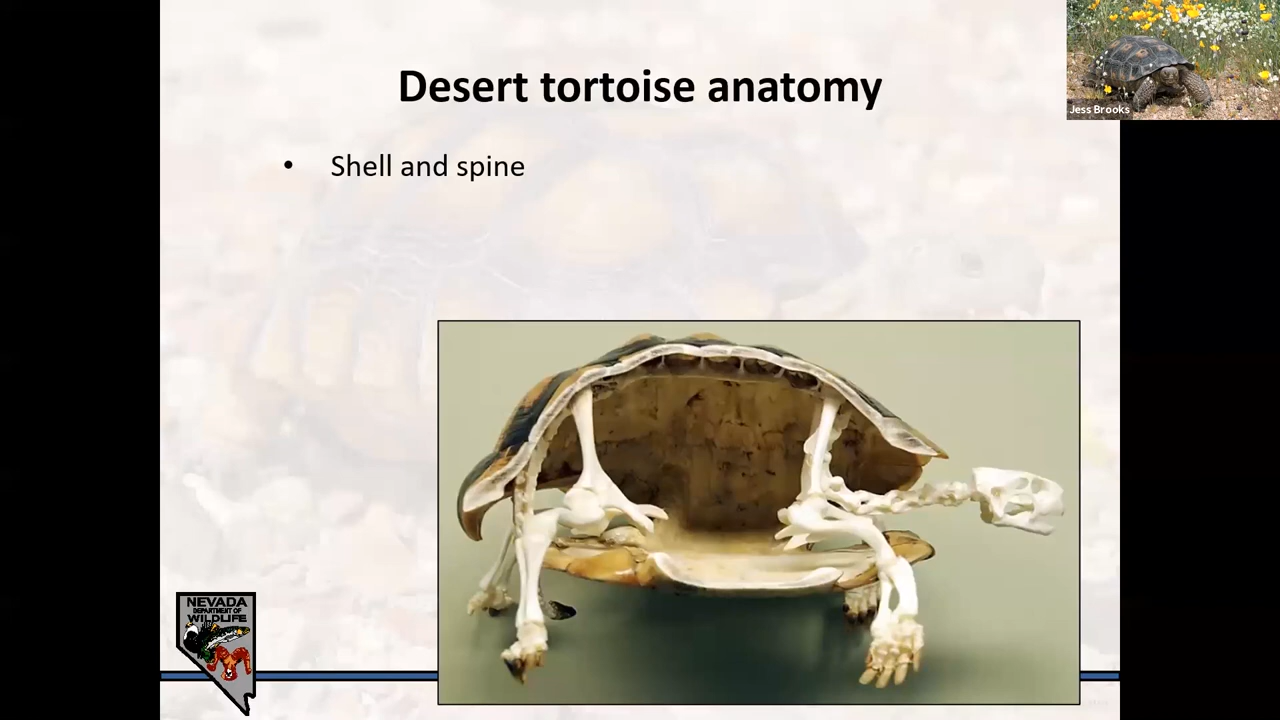 Desert tortoise anatomy
Jess Brooks
• Shell and spine
NEVADA
DEPARTMENT OF
WILDLIFE